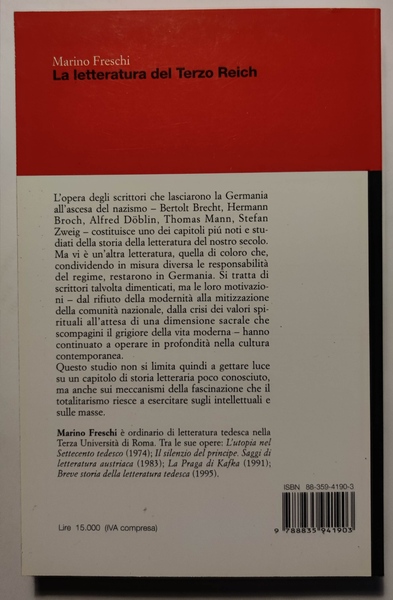 Marino Freschi
La letteratura del Terzo Reich
L'opera degli scrittori che lasciarono la Germania
all'ascesa del nazismo – Bertolt Brecht, Hermann
Broch, Alfred Döblin, Thomas Mann, Stefan
Zweig – costituisce uno dei capitoli piú noti e stu-
diati della storia della letteratura del nostro secolo.
Ma vi è un'altra letteratura, quella di coloro che,
condividendo in misura diversa le responsabilità
del regime, restarono in Germania. Si tratta di
scrittori talvolta dimenticati, ma le loro motivazio-
ni – dal rifiuto della modernità alla mitizzazione
della comunità nazionale, dalla crisi dei valori spi-
rituali all'attesa di una dimensione sacrale che
scompagini il grigiore della vita moderna – hanno
continuato a operare in profondità nella cultura
contemporanea.
Questo studio non si limita quindi a gettare luce
su un capitolo di storia letteraria poco conosciuto,
ma anche sui meccanismi della fascinazione che il
totalitarismo riesce a esercitare sugli intellettuali e
sulle masse.
Marino Freschi è ordinario di letteratura tedesca nella
Terza Università di Roma. Tra le sue opere: L'utopia nel
Settecento tedesco (1974); Il silenzio del principe. Saggi di
letteratura austriaca (1983); La Praga di Kafka (1991);
Breve storia della letteratura tedesca (1995).
ISBN 88-359-4190-3
9 788835 941903
Lire 15.000 (IVA compresa)